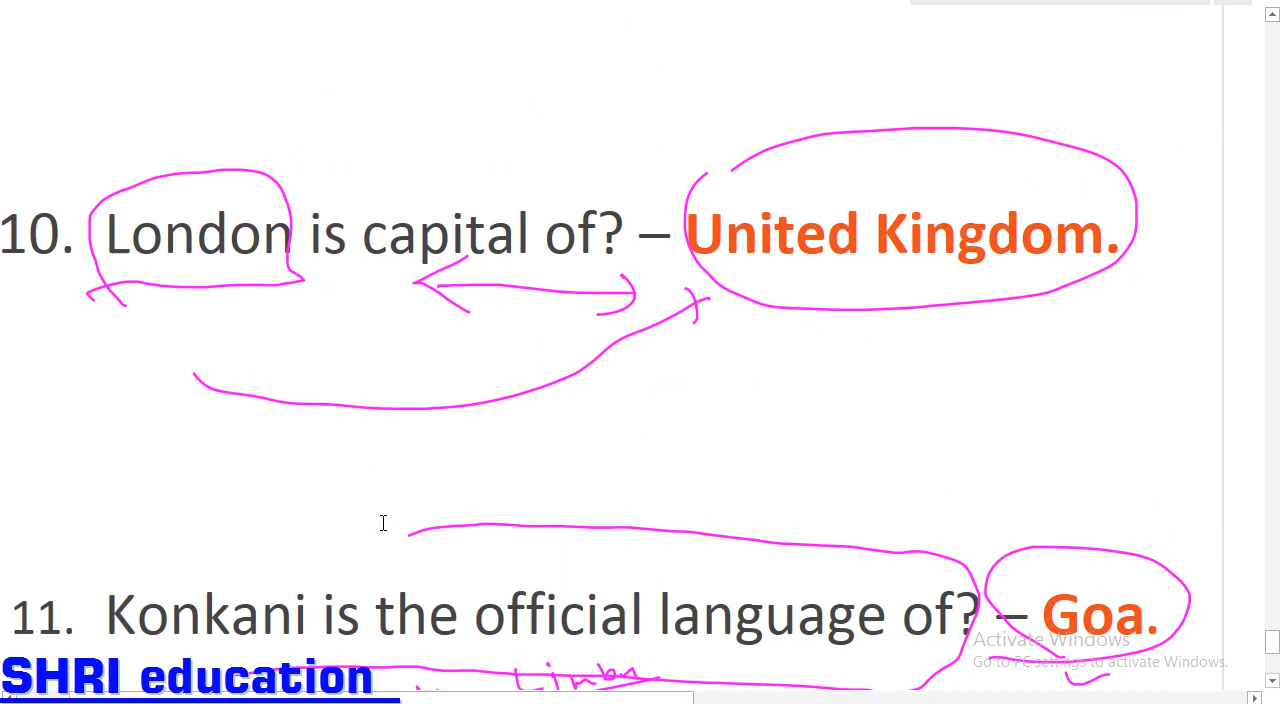 10. London is capital of? – United Kingdom.
11. Konkani is the official language of? – Goa.
Activate Windows
Go to PC settings to activate Windows.
SHRI education